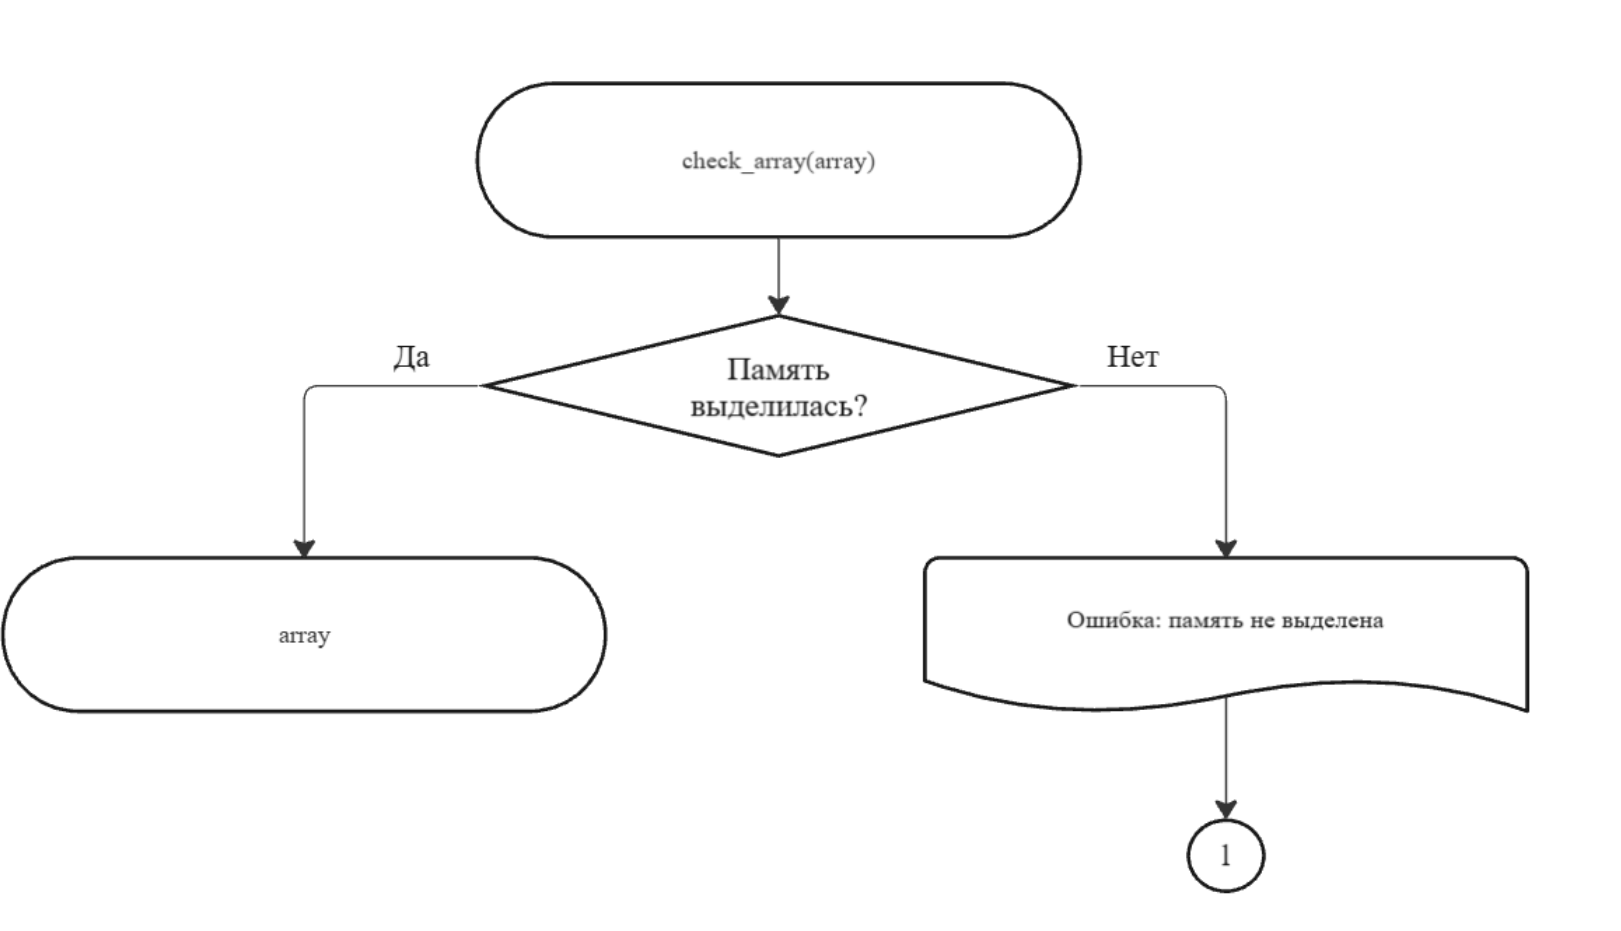 check_array(array)
Да
Нет
Память
выделилась?
array
Ошибка: память не выделена
1